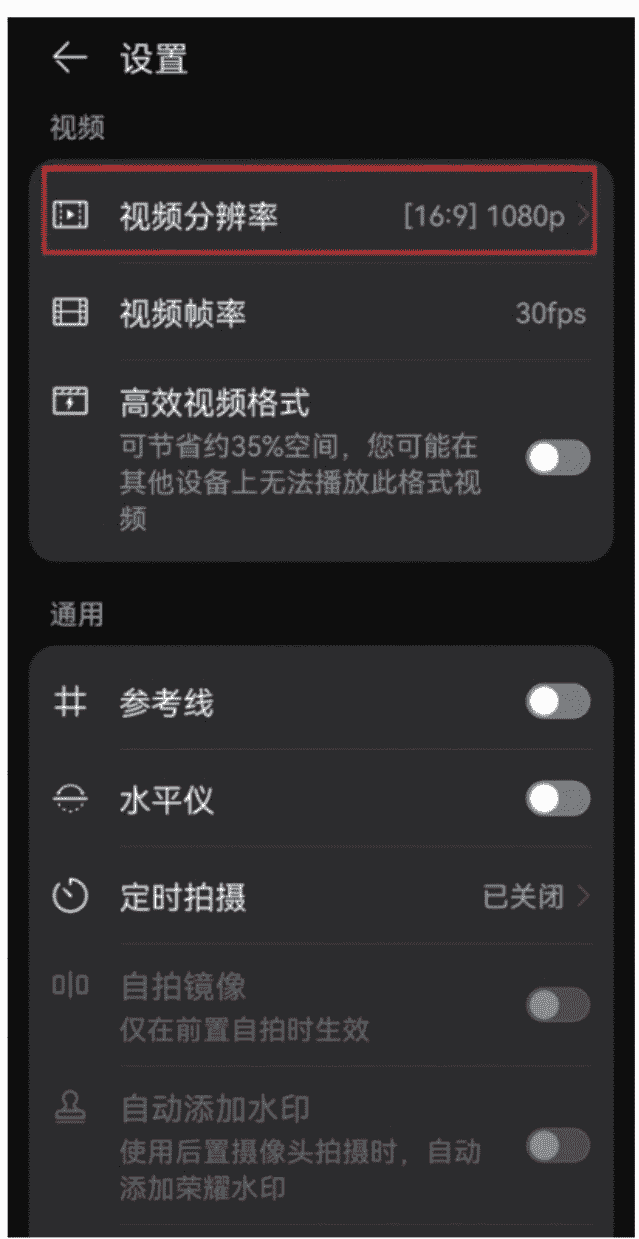 设置
视频
视频分辨率 [16:9] 1080p
视频帧率 30fps
高效视频格式
可节省约35%空间，您可能在
其他设备上无法播放此格式视
频
通用
参考线
水平仪
定时拍摄 已关闭
自拍镜像
仅在前置自拍时生效
自动添加水印
使用后置摄像头拍摄时，自动
添加荣耀水印